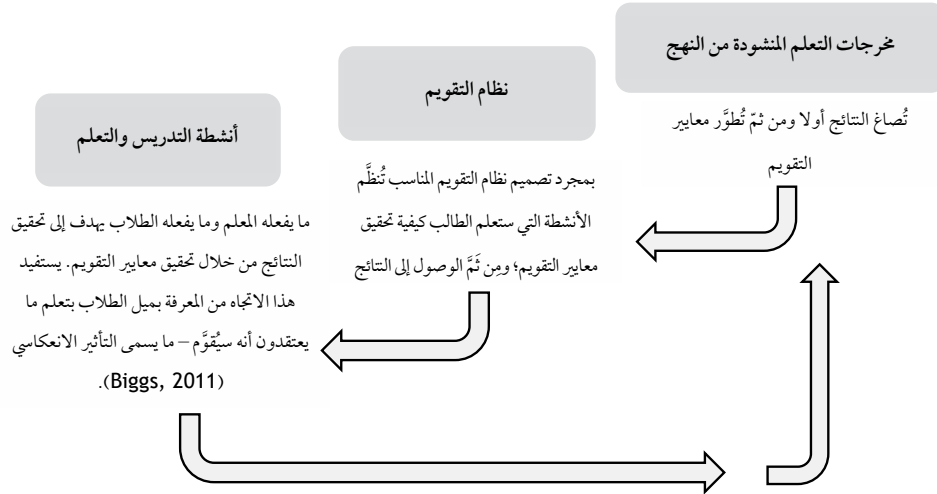 مخرجات التعلم المنشودة من النهج
تُصاغ النتائج أولا ومن ثمّ تُطوَّر معايير
التقويم
نظام التقويم
بمجرد تصميم نظام التقويم المناسب تُنظَّم
الأنشطة التي ستعلم الطالب كيفية تحقيق
معايير التقويم؛ ومِن ثَمَّ الوصول إلى النتائج
أنشطة التدريس والتعلم
ما يفعله المعلم وما يفعله الطلاب يهدف إلى تحقيق
النتائج من خلال تحقيق معايير التقويم. يستفيد
هذا الاتجاه من المعرفة بميل الطلاب بتعلم ما
يعتقدون أنه سيُقوَّم – ما يسمى التأثير الانعكاسي
(Biggs, 2011).